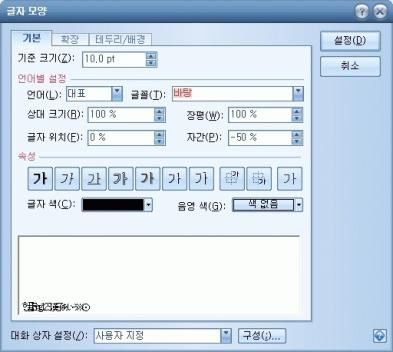 글자 모양
기본 확장 테두리/배경
기준 크기(Z): 10.0 pt
언어별 설정
언어(L): 대표 글꼴(T): 바탕
상대 크기(R): 100 % 장평(W): 100 %
글자 위치(E): 0 % 자간(P): -50 %
속성
가 가 가 가 가 가 가 가 가 가
글자 색(C): 음영 색(G): 색 없음
대화 상자 설정(/): 사용자 지정 구성(;)...
설정(D)
취소